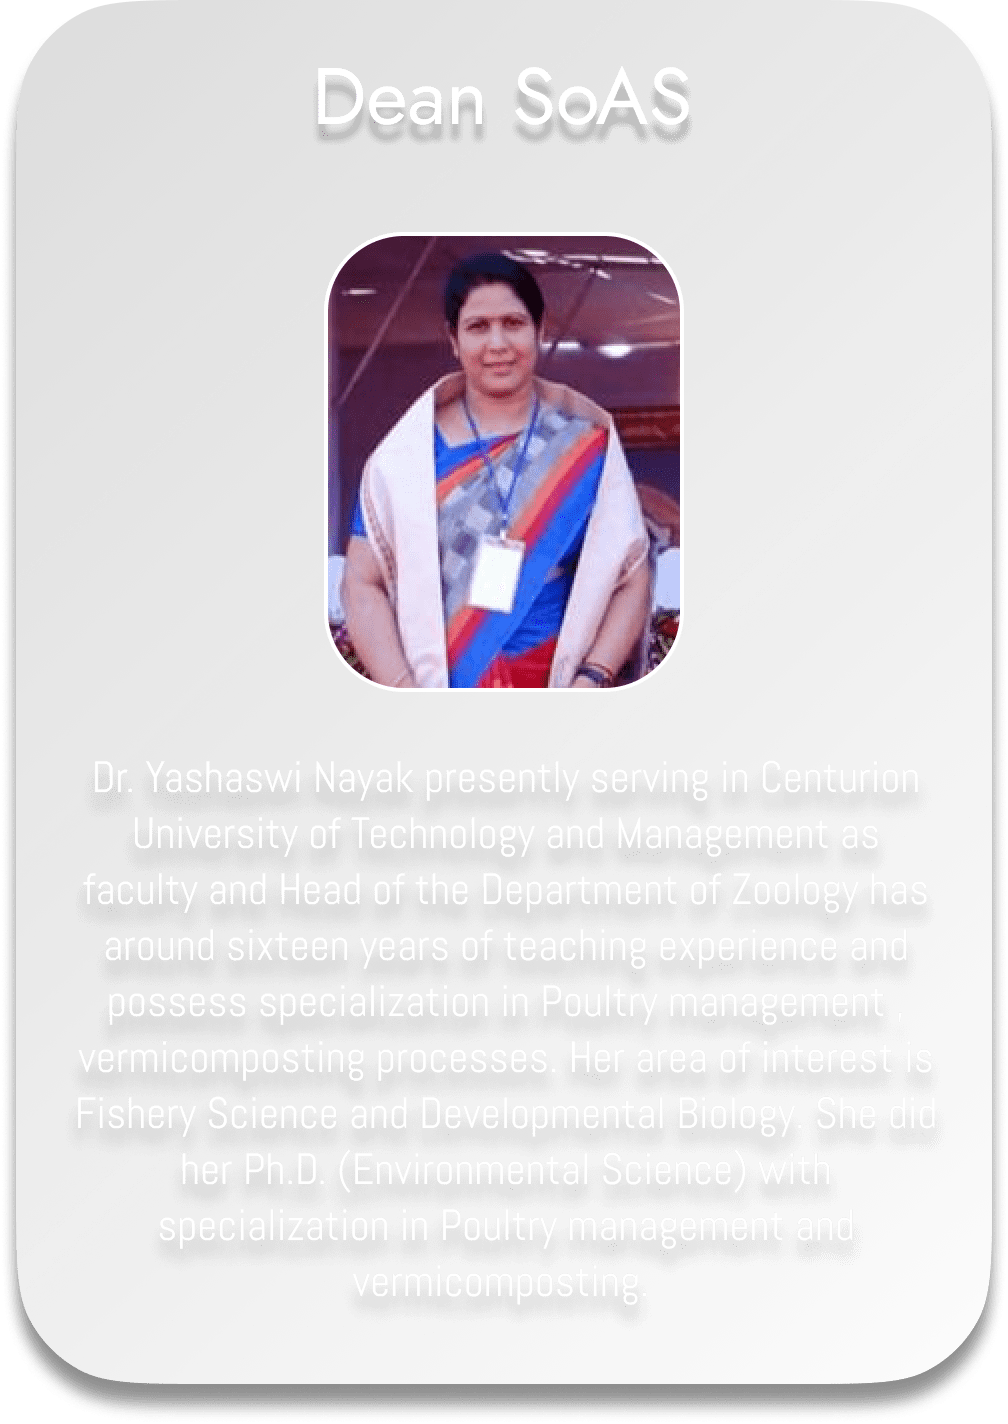 Dean SoAS
Dr. Yashaswi Nayak presently serving in Centurion
University of Technology and Management as
faculty and Head of the Department of Zoology has
around sixteen years of teaching experience and
possess specialization in Poultry management ,
vermicomposting processes. Her area of interest is
Fishery Science and Developmental Biology. She did
her Ph.D. (Environmental Science) with
specialization in Poultry management and
vermicomposting.